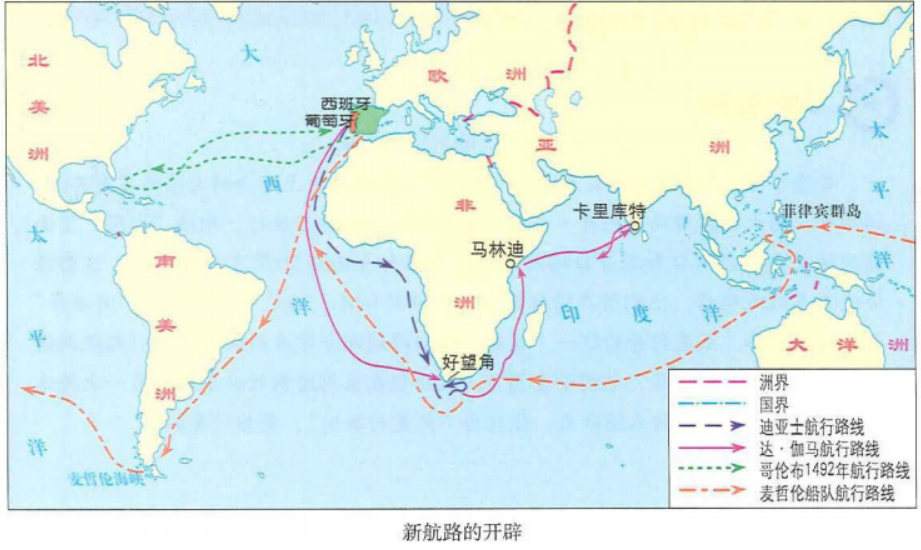 北美洲
大西洋
欧洲
亚洲
太平洋
西班牙
葡萄牙
非洲
卡里库特
菲律宾群岛
马林迪
太平洋
南美洲
印度洋
大洋洲
好望角
麦哲伦海峡
洲界
国界
迪亚士航行路线
达·伽马航行路线
哥伦布1492年航行路线
麦哲伦船队航行路线
新航路的开辟